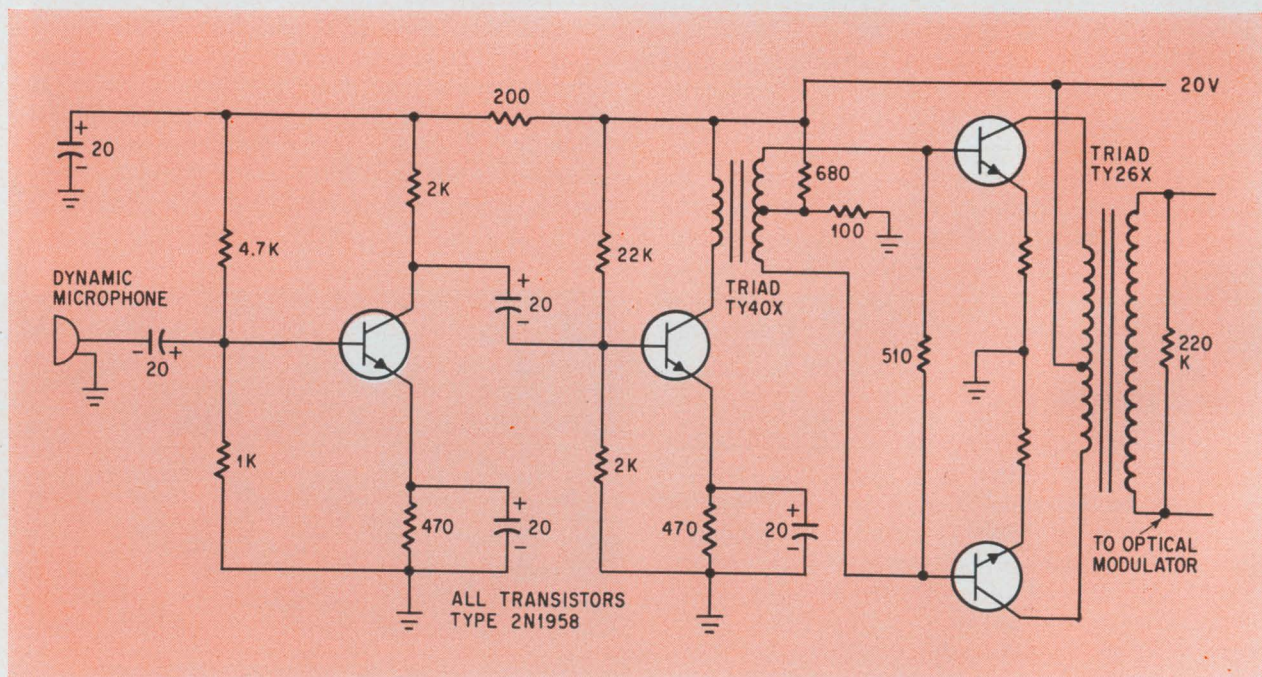 200
20V
+
20
-
2K
680
TRIAD
TY26X
100
4.7K
22K
DYNAMIC
MICROPHONE
+
20
-
TRIAD
TY40X
- +
20
510
220
K
1K
2K
+
470
20
-
470
+
20
-
TO OPTICAL
MODULATOR
ALL TRANSISTORS
TYPE 2N1958